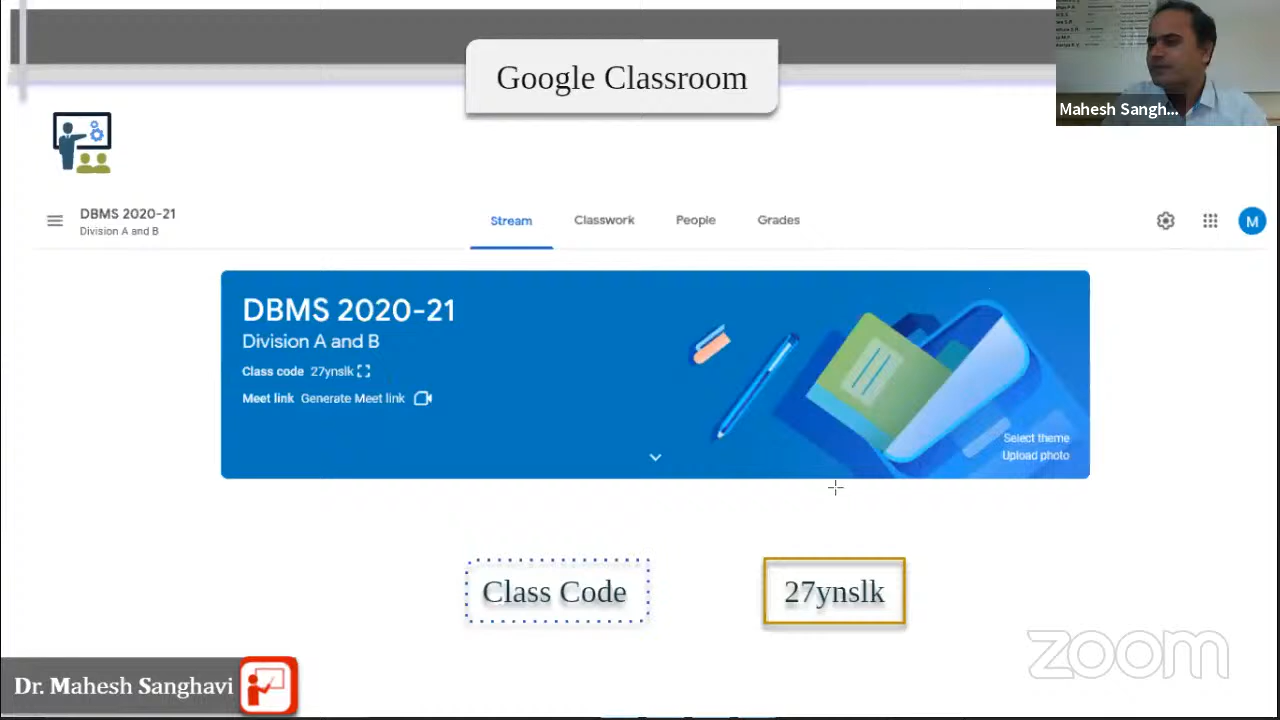 Google Classroom
Mahesh Sangh...
DBMS 2020-21
Division A and B
Stream
Classwork
People
Grades
M
DBMS 2020-21
Division A and B
Class code 27ynslk
Meet link Generate Meet link
Select theme
Upload photo
Class Code
27ynslk
zoom
Dr. Mahesh Sanghavi